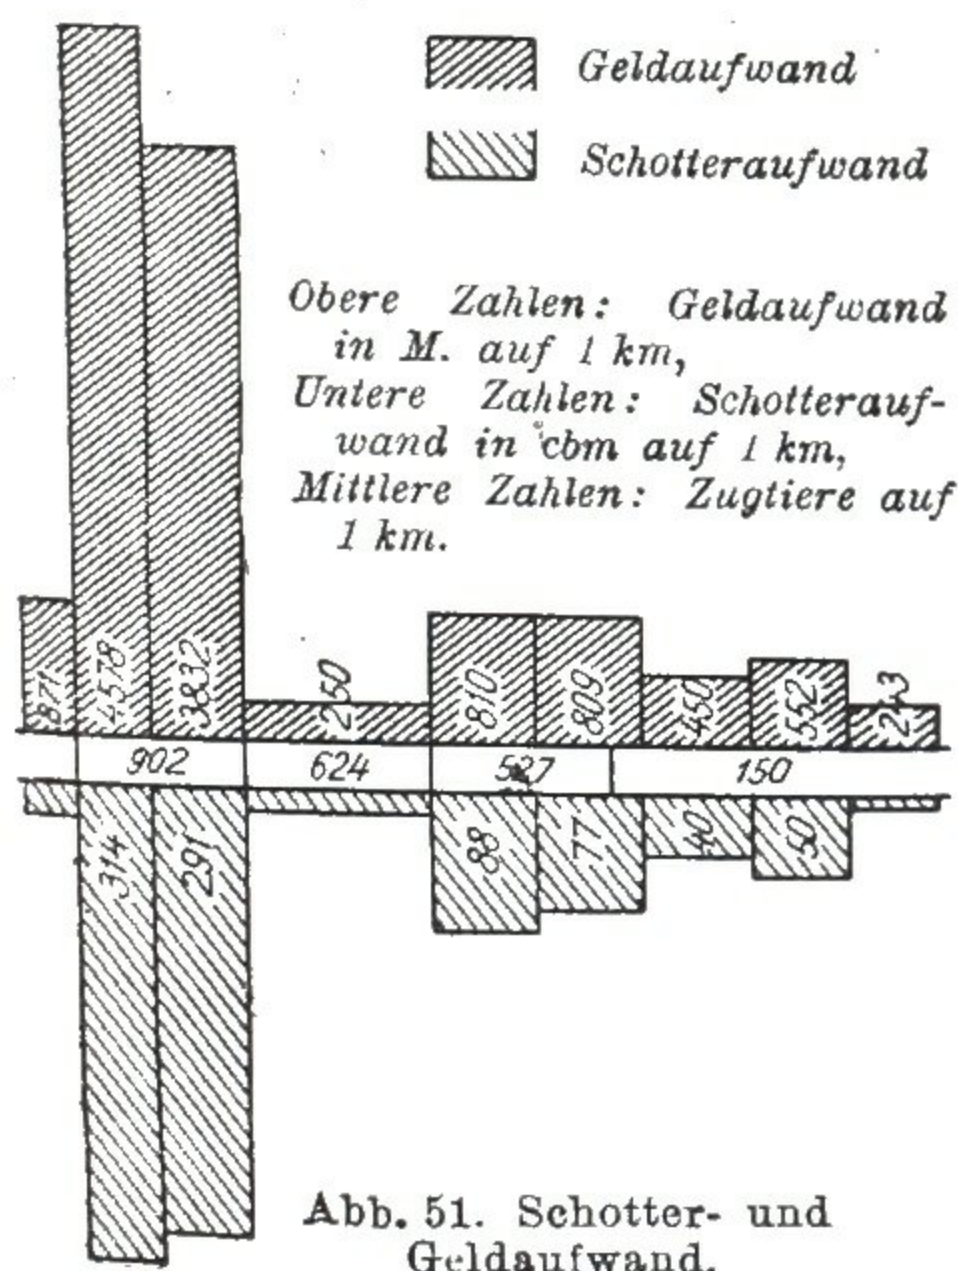 Geldaufwand
Schotteraufwand
Obere Zahlen: Geldaufwand
in M. auf 1 km,
Untere Zahlen: Schotterauf-
wand in cbm auf 1 km,
Mittlere Zahlen: Zugtiere auf
1 km.
871 4578 3832 250 810 809 450 552 243
902 624 527 150
314 291 88 77 40 50
Abb. 51. Schotter- und
Geldaufwand.